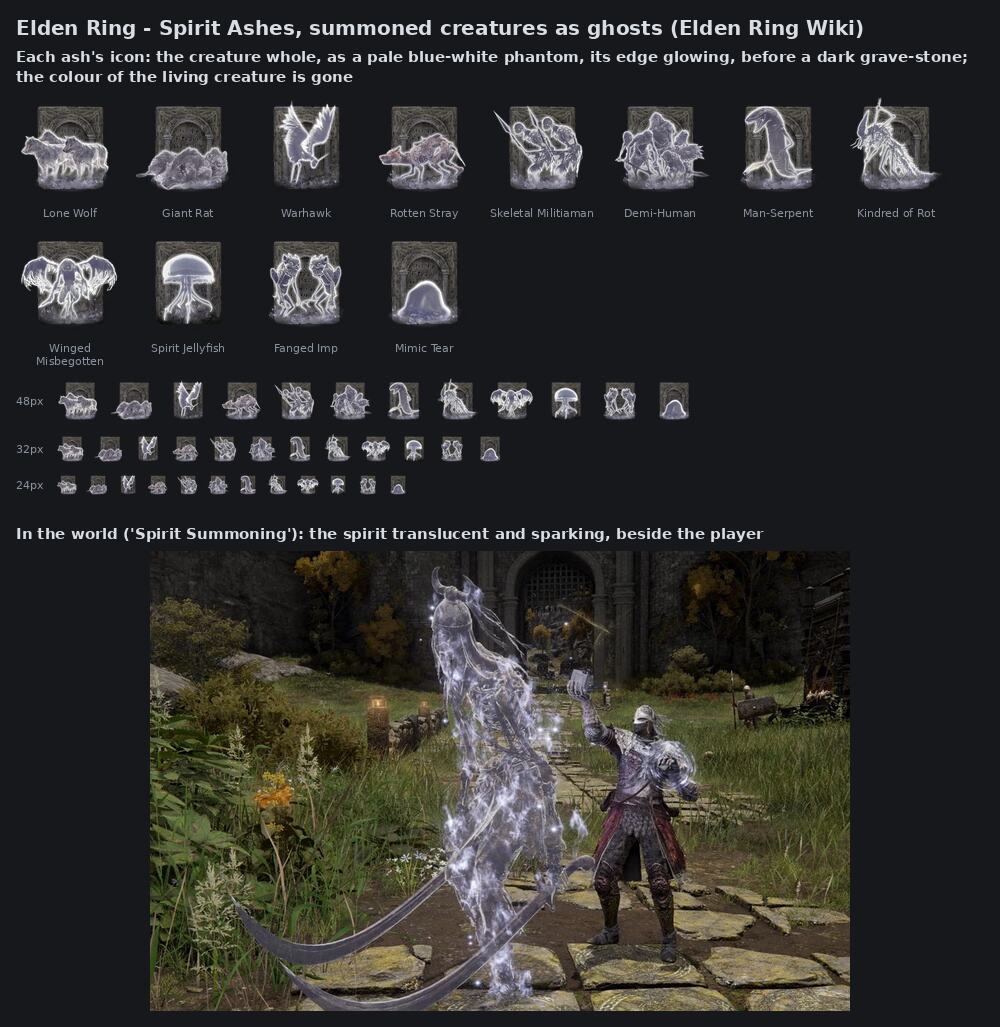 Elden Ring - Spirit Ashes, summoned creatures as ghosts (Elden Ring Wiki)
Each ash's icon: the creature whole, as a pale blue-white phantom, its edge glowing, before a dark grave-stone;
the colour of the living creature is gone
Lone Wolf
Giant Rat
Warhawk
Rotten Stray
Skeletal Militiaman
Demi-Human
Man-Serpent
Kindred of Rot
Winged
Misbegotten
Spirit Jellyfish
Fanged Imp
Mimic Tear
48px
32px
24px
In the world ('Spirit Summoning'): the spirit translucent and sparking, beside the player